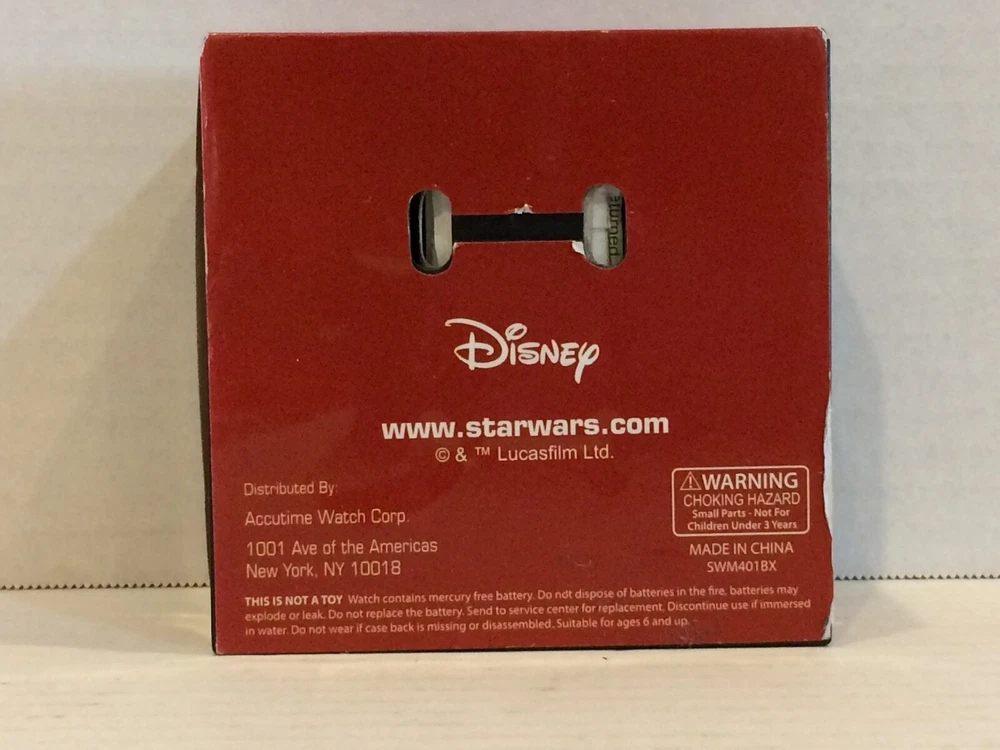 eturned
Disney
www.starwars.com
© & ™ Lucasfilm Ltd.
Distributed By:
Accutime Watch Corp.
1001 Ave of the Americas
New York, NY 10018
WARNING
CHOKING HAZARD
Small Parts - Not For
Children Under 3 Years
MADE IN CHINA
SWM401BX
THIS IS NOT A TOY Watch contains mercury free battery. Do not dispose of batteries in the fire, batteries may
explode or leak. Do not replace the battery. Send to service center for replacement. Discontinue use if immersed
in water. Do not wear if case back is missing or disassembled. Suitable for ages 6 and up.